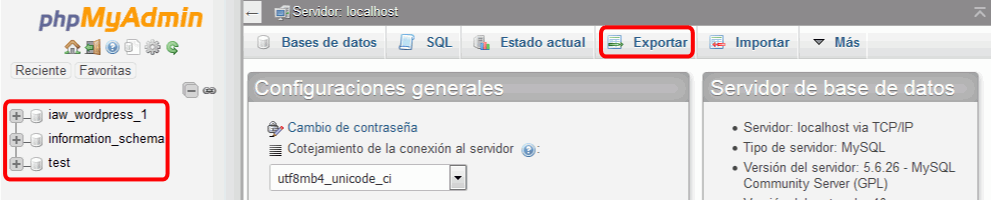 phpMyAdmin
Reciente Favoritas
iaw_wordpress_1
information_schema
test
Servidor: localhost
Bases de datos SQL Estado actual Exportar Importar Más
Configuraciones generales
Cambio de contraseña
Cotejamiento de la conexión al servidor :
utf8mb4_unicode_ci
Servidor de base de datos
Servidor: localhost via TCP/IP
Tipo de servidor: MySQL
Versión del servidor: 5.6.26 - MySQL
Community Server (GPL)